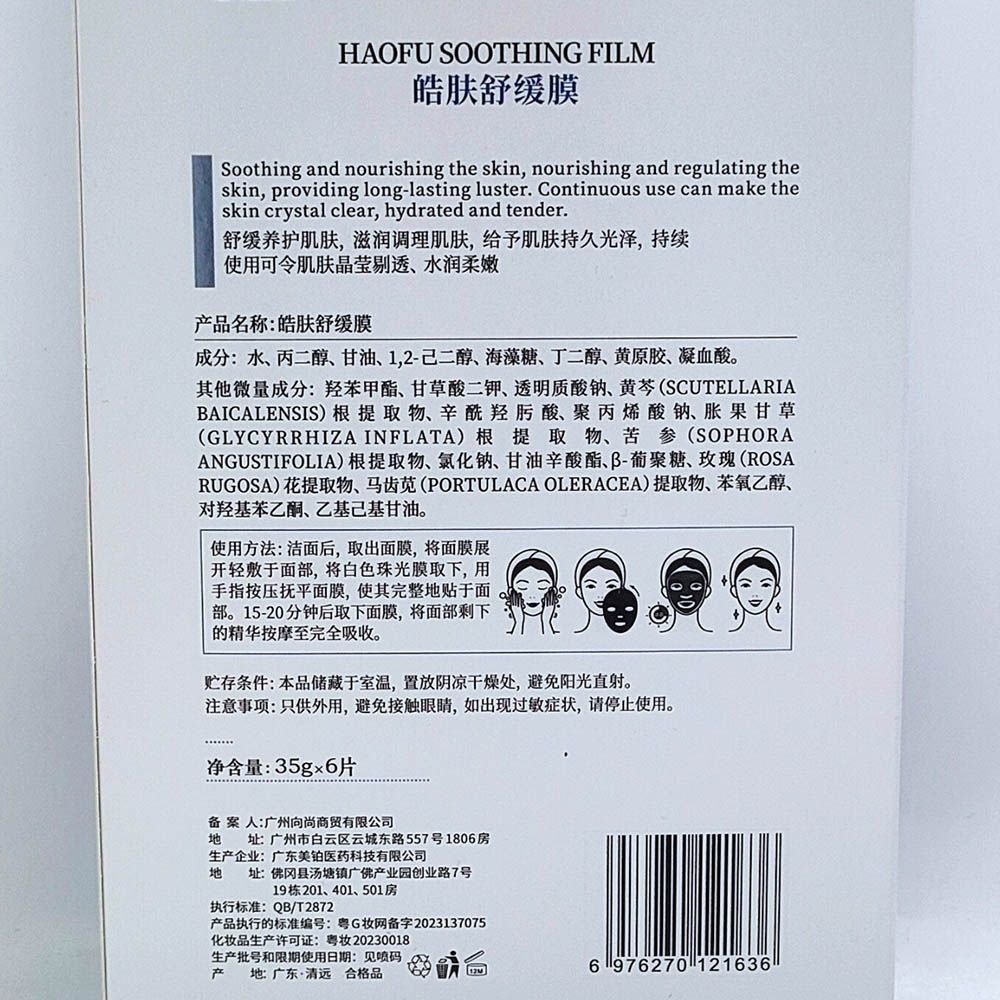 HAOFU SOOTHING FILM
皓肤舒缓膜
Soothing and nourishing the skin, nourishing and regulating the
skin, providing long-lasting luster. Continuous use can make the
skin crystal clear, hydrated and tender.
舒缓养护肌肤, 滋润调理肌肤, 给予肌肤持久光泽, 持续
使用可令肌肤晶莹剔透、水润柔嫩
产品名称:皓肤舒缓膜
成分: 水、丙二醇、甘油、1,2-己二醇、海藻糖、丁二醇、黄原胶、凝血酸。
其他微量成分: 羟苯甲酯、甘草酸二钾、透明质酸钠、黄芩(SCUTELLARIA
BAICALENSIS)根提取物、辛酰羟肟酸、聚丙烯酸钠、胀果甘草
(GLYCYRRHIZA INFLATA)根提取物、苦参(SOPHORA
ANGUSTIFOLIA)根提取物、氯化钠、甘油辛酸酯、β-葡聚糖、玫瑰(ROSA
RUGOSA)花提取物、马齿苋(PORTULACA OLERACEA)提取物、苯氧乙醇、
对羟基苯乙酮、乙基己基甘油。
使用方法: 洁面后, 取出面膜, 将面膜展
开轻敷于面部, 将白色珠光膜取下, 用
手指按压抚平面膜, 使其完整地贴于面
部。15-20分钟后取下面膜, 将面部剩下
的精华按摩至完全吸收。
贮存条件: 本品储藏于室温, 置放阴凉干燥处, 避免阳光直射。
注意事项: 只供外用, 避免接触眼睛, 如出现过敏症状, 请停止使用。
净含量: 35g×6片
备案人:广州向尚商贸有限公司
地址: 广州市白云区云城东路557号1806房
生产企业: 广东美铂医药科技有限公司
地址: 佛冈县汤塘镇广佛产业园创业路7号
19栋201、401、501房
执行标准: QB/T2872
产品执行的标准编号: 粤G妆网备字2023137075
化妆品生产许可证: 粤妆20230018
生产批号和限期使用日期: 见喷码
产地: 广东·清远 合格品
12M
6 976270 121636